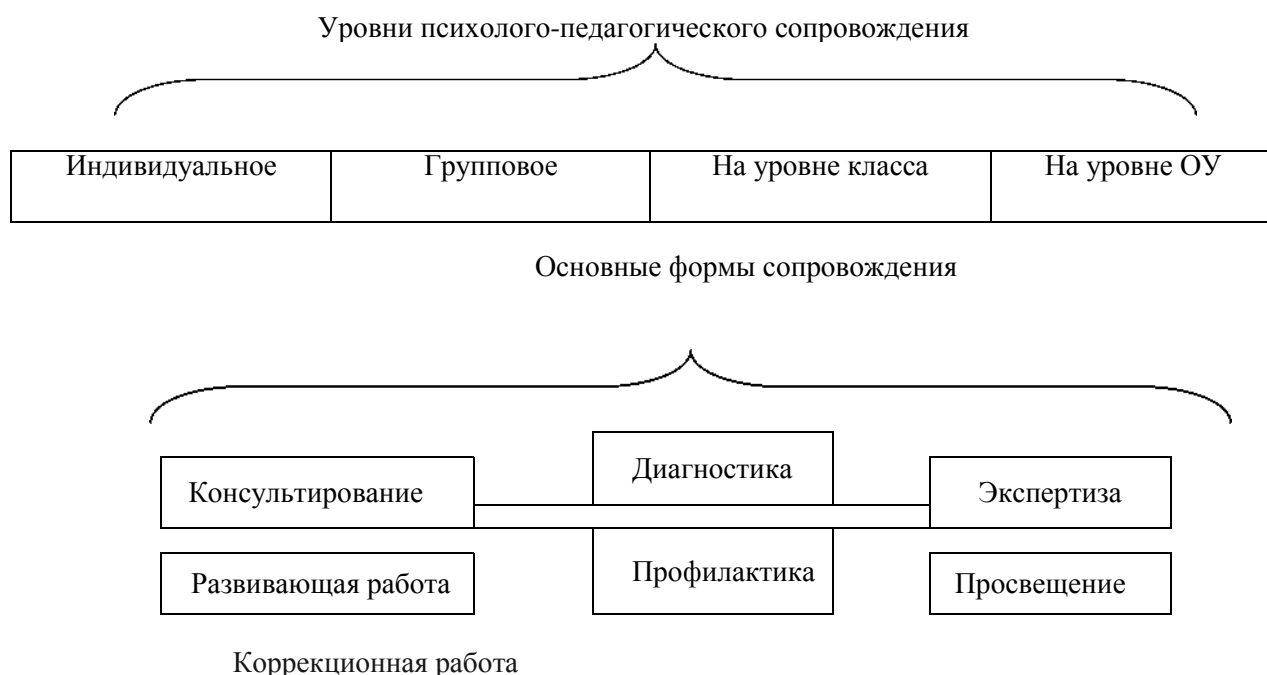 Уровни психолого-педагогического сопровождения
Индивидуальное
Групповое
На уровне класса
На уровне ОУ
Основные формы сопровождения
Консультирование
Диагностика
Экспертиза
Развивающая работа
Профилактика
Просвещение
Коррекционная работа